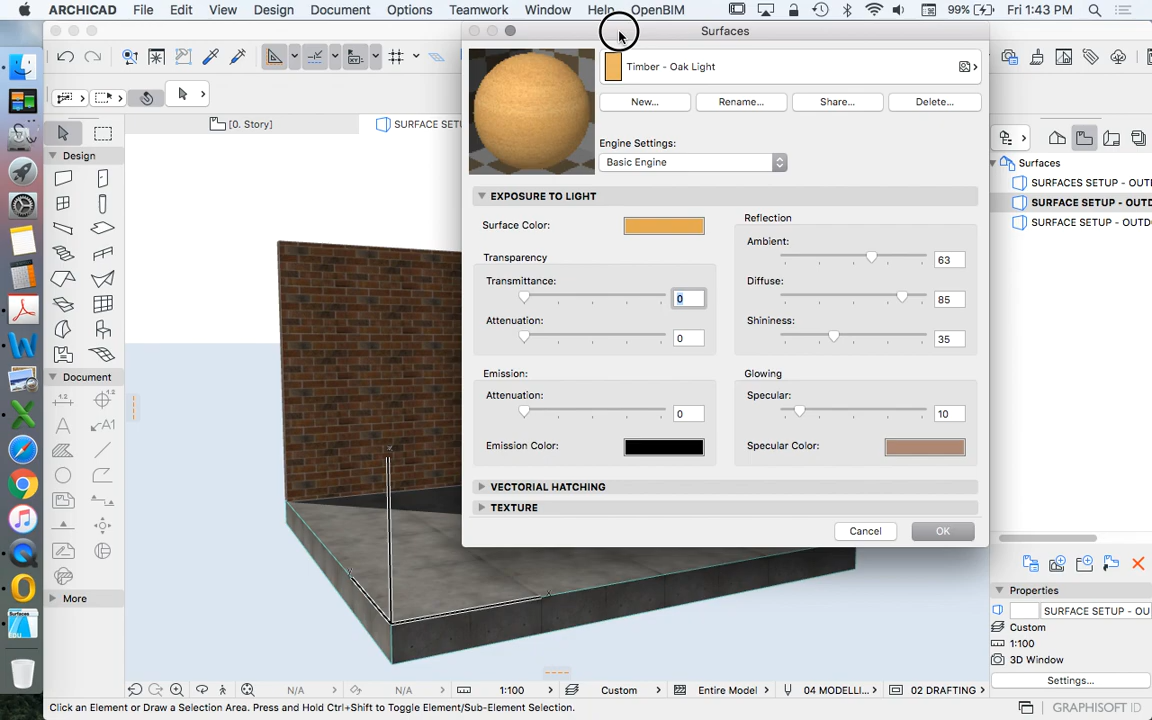 ARCHICAD File Edit View Design Document Options Teamwork Window Help OpenBIM 99% Fri 1:43 PM
Surfaces
Timber - Oak Light
New... Rename... Share... Delete...
[0. Story] SURFACE SETU
Engine Settings:
Basic Engine
Design
Surfaces
SURFACES SETUP - OUTD
SURFACE SETUP - OUTD
SURFACE SETUP - OUTDO
EXPOSURE TO LIGHT
Surface Color:
Transparency
Transmittance:
0
Attenuation:
0
Reflection
Ambient:
63
Diffuse:
85
Shininess:
35
Emission:
Attenuation:
0
Emission Color:
Glowing
Specular:
10
Specular Color:
VECTORIAL HATCHING
TEXTURE
Cancel OK
Document
More
Properties
SURFACE SETUP - OU
Custom
1:100
3D Window
Settings...
N/A N/A 1:100 Custom Entire Model 04 MODELLI... 02 DRAFTING
Click an Element or Draw a Selection Area. Press and Hold Ctrl+Shift to Toggle Element/Sub-Element Selection.
GRAPHISOFT ID